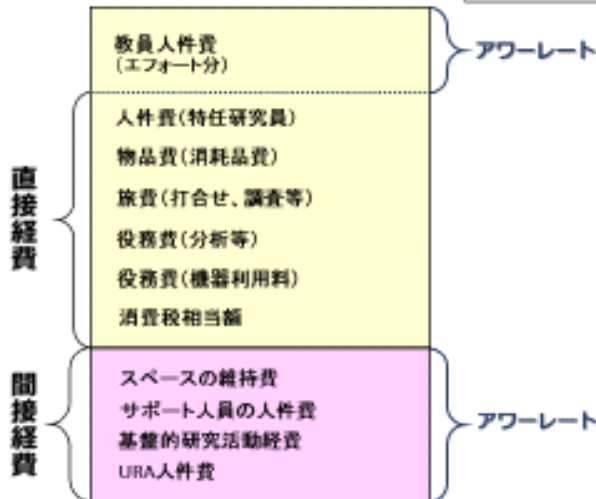 教員人件費
(エフォート分)
アワーレート
直接経費
人件費(特任研究員)
物品費(消耗品費)
旅費(打合せ、調査等)
役務費(分析等)
役務費(機器利用料)
消費税相当額
間接経費
スペースの維持費
サポート人員の人件費
基盤的研究活動経費
URA人件費
アワーレート